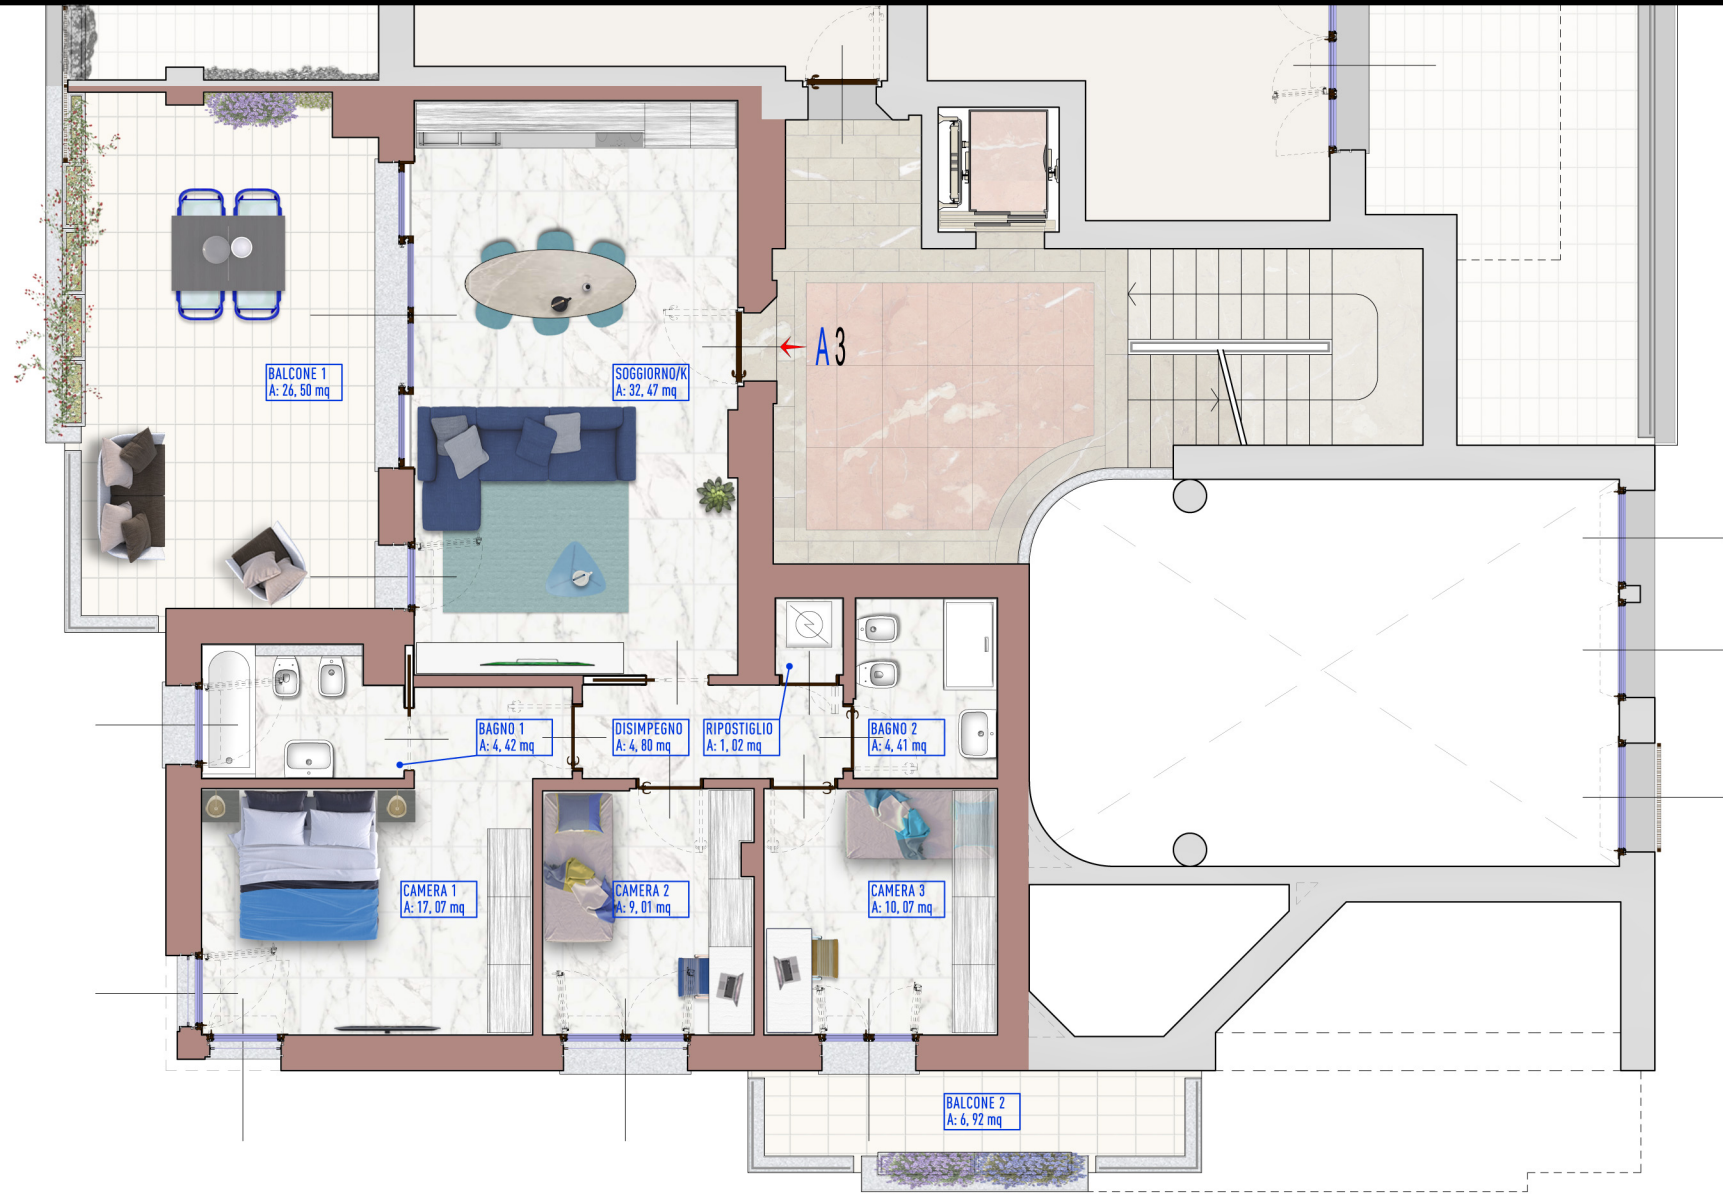 BALCONE 1
A: 26, 50 mq
SOGGIORNO/K
A: 32, 47 mq
A3
BAGNO 1
A: 4, 42 mq
DISIMPEGNO
A: 4, 80 mq
RIPOSTIGLIO
A: 1, 02 mq
BAGNO 2
A: 4, 41 mq
CAMERA 1
A: 17, 07 mq
CAMERA 2
A: 9, 01 mq
CAMERA 3
A: 10, 07 mq
BALCONE 2
A: 6, 92 mq